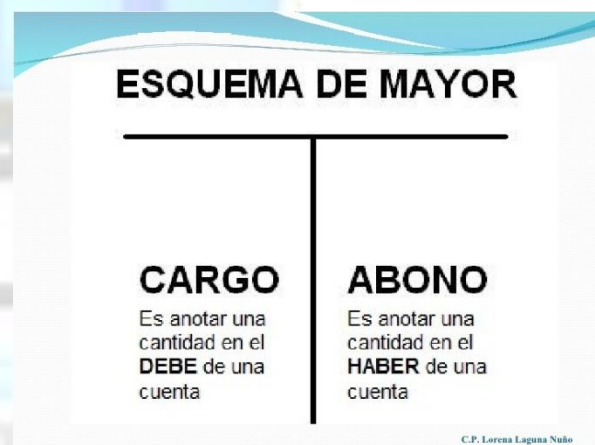 ESQUEMA DE MAYOR
CARGO
Es anotar una
cantidad en el
DEBE de una
cuenta
ABONO
Es anotar una
cantidad en el
HABER de una
cuenta
C.P. Lorena Laguna Nuño